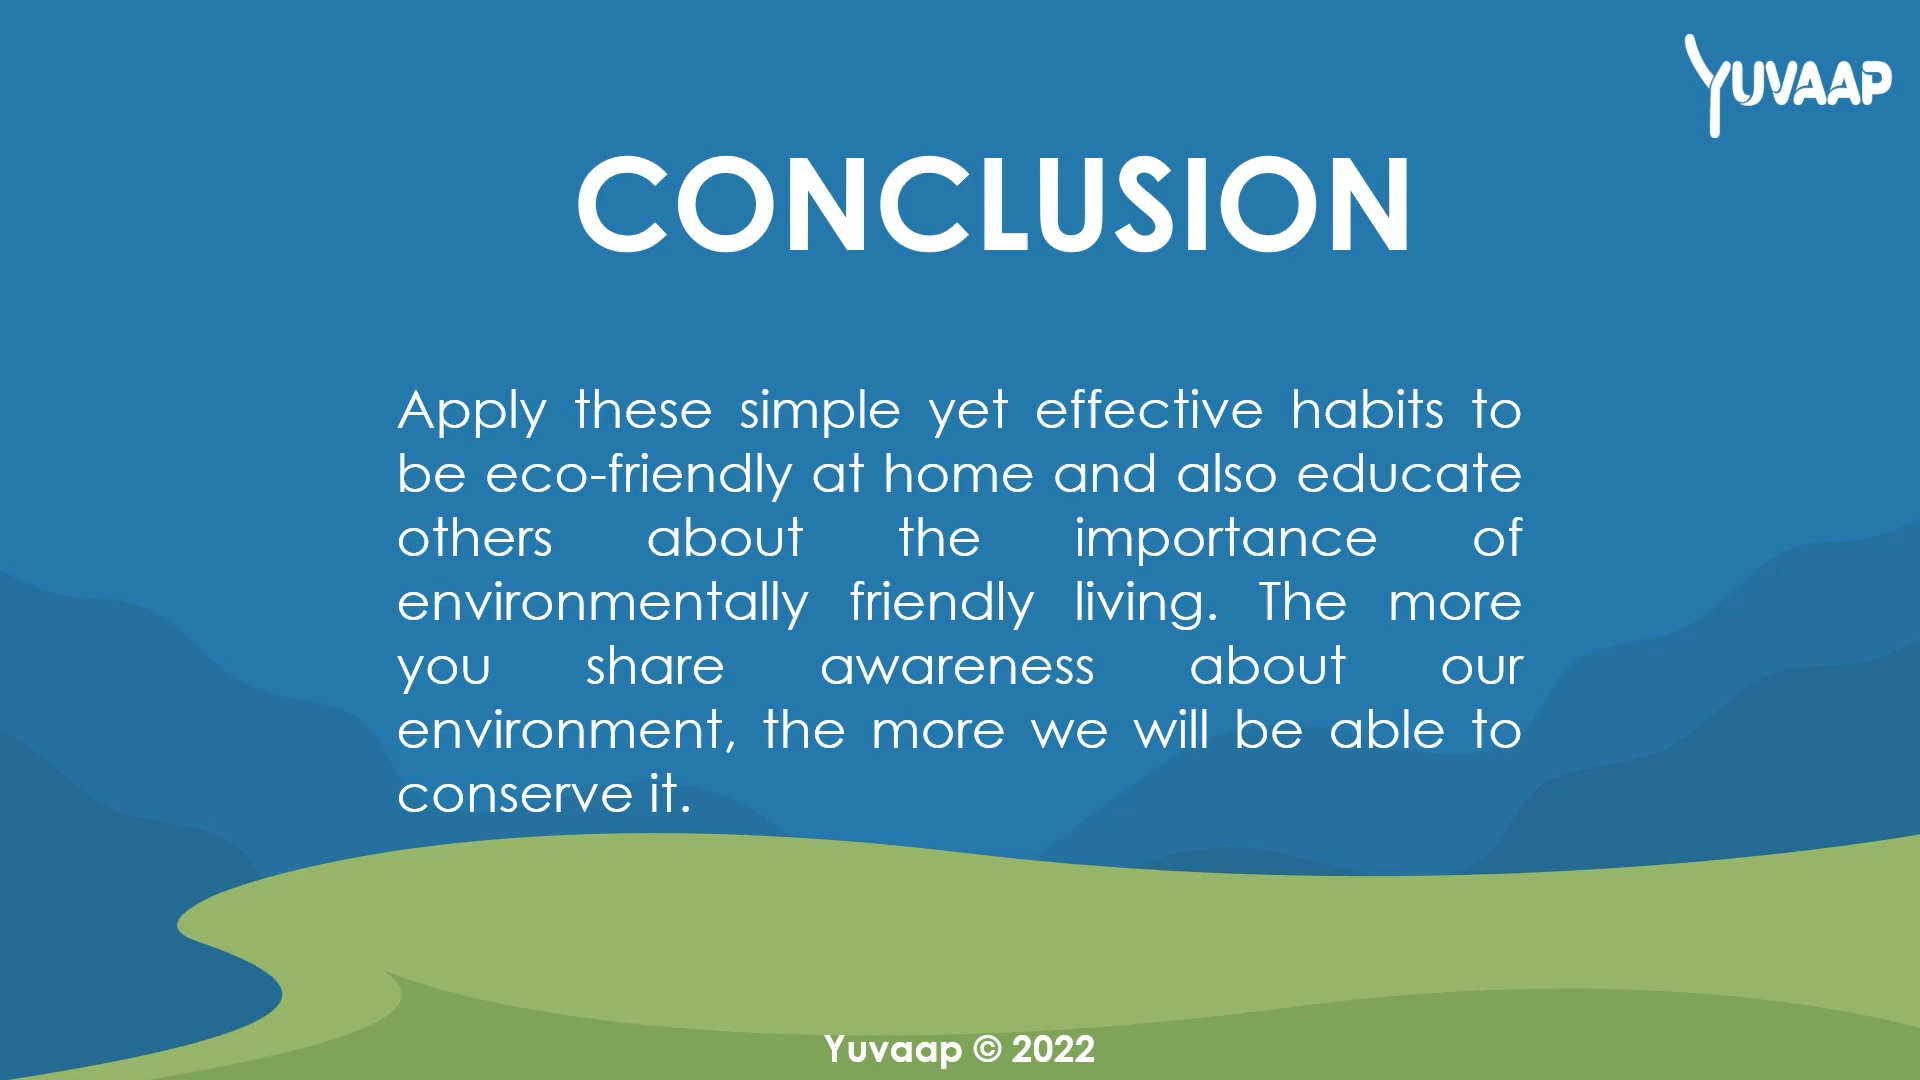 YUVAAP
CONCLUSION
Apply these simple yet effective habits to
be eco-friendly at home and also educate
others about the importance of
environmentally friendly living. The more
you share awareness about our
environment, the more we will be able to
conserve it.
Yuvaap © 2022